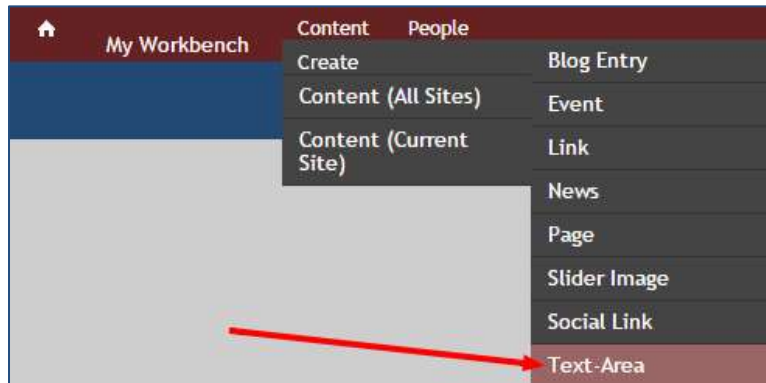 My Workbench
Content People
Create
Content (All Sites)
Content (Current
Site)
Blog Entry
Event
Link
News
Page
Slider Image
Social Link
Text-Area